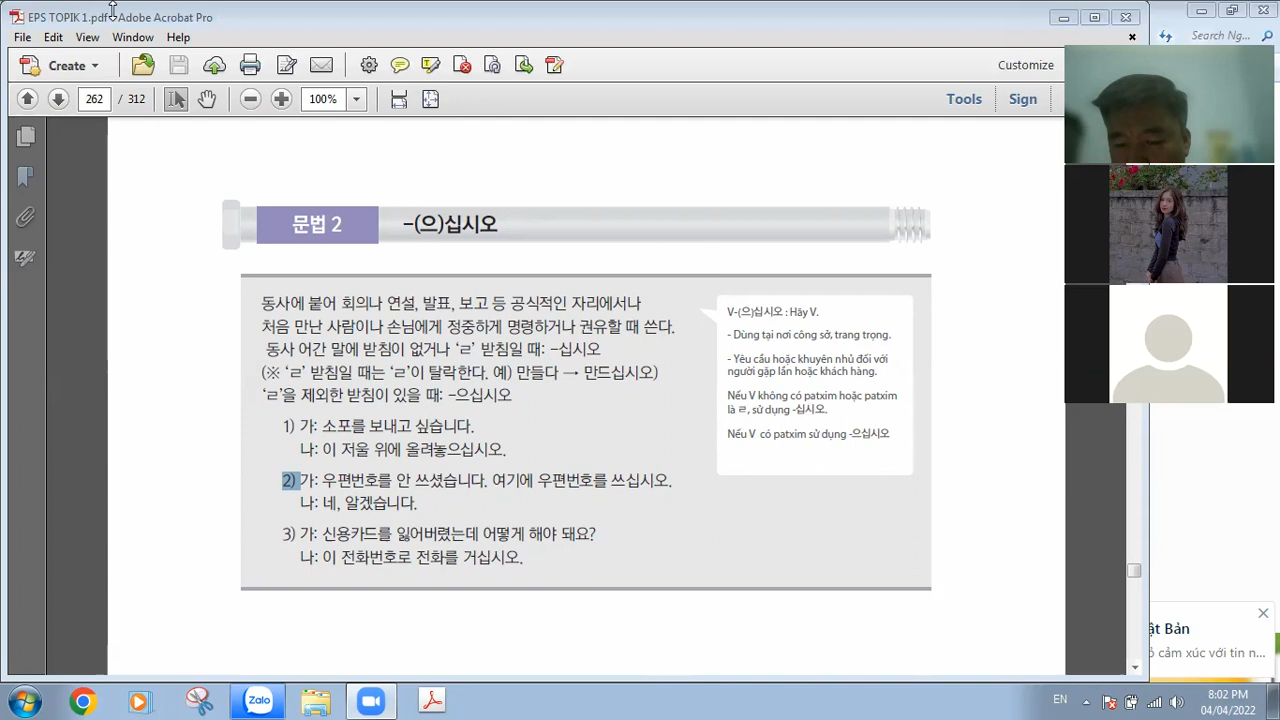 EPS TOPIK 1.pdf - Adobe Acrobat Pro
File Edit View Window Help
Search Ng...
Create
Customize
262 / 312
100%
Tools
Sign
문법 2
-(으)십시오
동사에 붙어 회의나 연설, 발표, 보고 등 공식적인 자리에서나
처음 만난 사람이나 손님에게 정중하게 명령하거나 권유할 때 쓴다.
동사 어간 말에 받침이 없거나 ‘ㄹ’ 받침일 때: -십시오
(※ ‘ㄹ’ 받침일 때는 ‘ㄹ’이 탈락한다. 예) 만들다 → 만드십시오)
‘ㄹ’을 제외한 받침이 있을 때: -으십시오
1) 가: 소포를 보내고 싶습니다.
나: 이 저울 위에 올려놓으십시오.
2) 가: 우편번호를 안 쓰셨습니다. 여기에 우편번호를 쓰십시오.
나: 네, 알겠습니다.
3) 가: 신용카드를 잃어버렸는데 어떻게 해야 돼요?
나: 이 전화번호로 전화를 거십시오.
V-(으)십시오 : Hãy V.
- Dùng tại nơi công sở, trang trọng.
- Yêu cầu hoặc khuyên nhủ đối với
người gặp lần hoặc khách hàng.
Nếu V không có patxim hoặc patxim
là ㄹ, sử dụng -십시오.
Nếu V có patxim sử dụng -으십시오
ật Bản
ỏ cảm xúc với tin n...
Zalo
EN
8:02 PM
04/04/2022